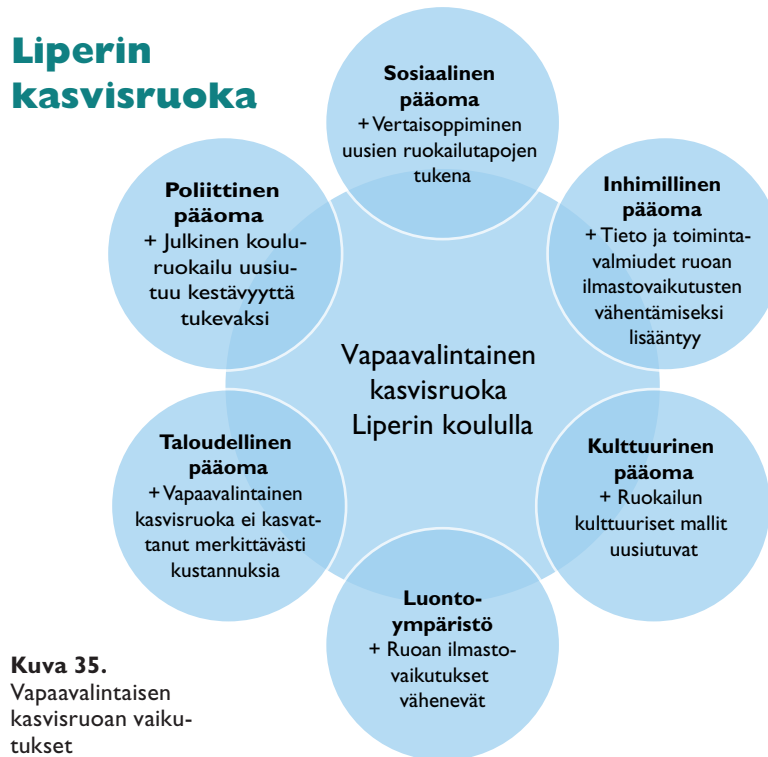 Liperin
kasvisruoka
Sosiaalinen
pääoma
+ Vertaisoppiminen
uusien ruokailutapojen
tukena
Poliittinen
pääoma
+ Julkinen koulu-
ruokailu uusiu-
tuu kestävyyttä
tukevaksi
Inhimillinen
pääoma
+ Tieto ja toiminta-
valmiudet ruoan
ilmastovaikutusten
vähentämiseksi
lisääntyy
Vapaavalintainen
kasvisruoka
Liperin koululla
Taloudellinen
pääoma
+ Vapaavalintainen
kasvisruoka ei kasvat-
tanut merkittävästi
kustannuksia
Kulttuurinen
pääoma
+ Ruokailun
kulttuuriset mallit
uusiutuvat
Luonto-
ympäristö
+ Ruoan ilmasto-
vaikutukset
vähenevät
Kuva 35.
Vapaavalintaisen
kasvisruoan vaiku-
tukset